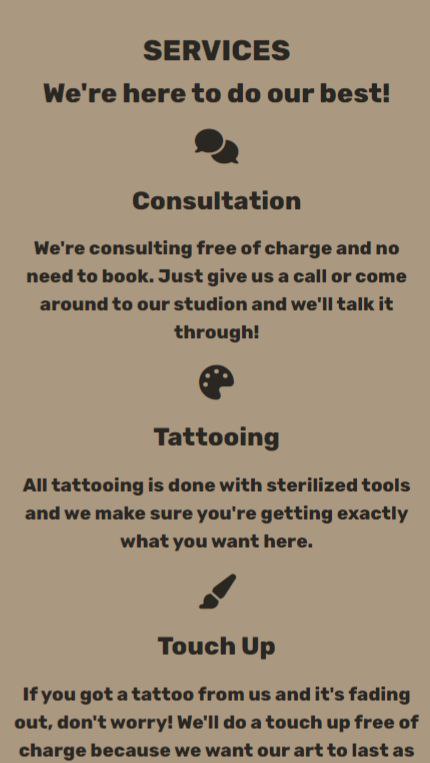 SERVICES
We're here to do our best!
Consultation
We're consulting free of charge and no
need to book. Just give us a call or come
around to our studion and we'll talk it
through!
Tattooing
All tattooing is done with sterilized tools
and we make sure you're getting exactly
what you want here.
Touch Up
If you got a tattoo from us and it's fading
out, don't worry! We'll do a touch up free of
charge because we want our art to last as